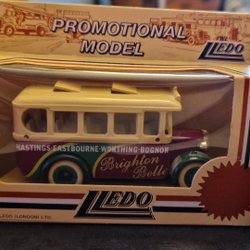 PROMOTIONAL
MODEL
LLEDO
HASTINGS-EASTBOURNE-WORTHING-BOGNOR
Brighton
Belle
LLEDO
LLEDO (LONDON) LTD.